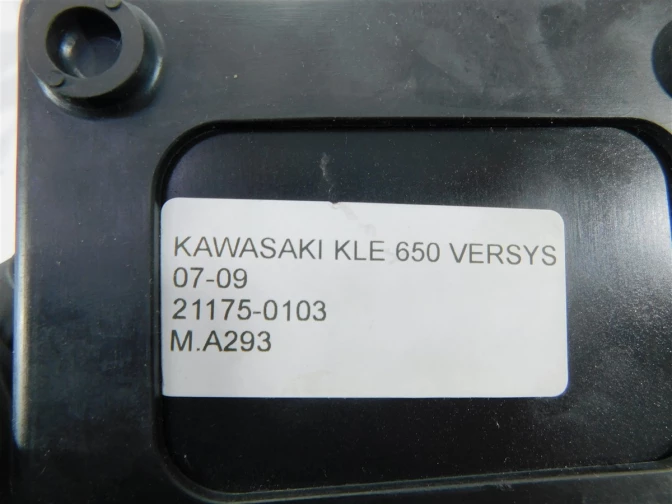 KAWASAKI KLE 650 VERSYS
07-09
21175-0103
M.A293